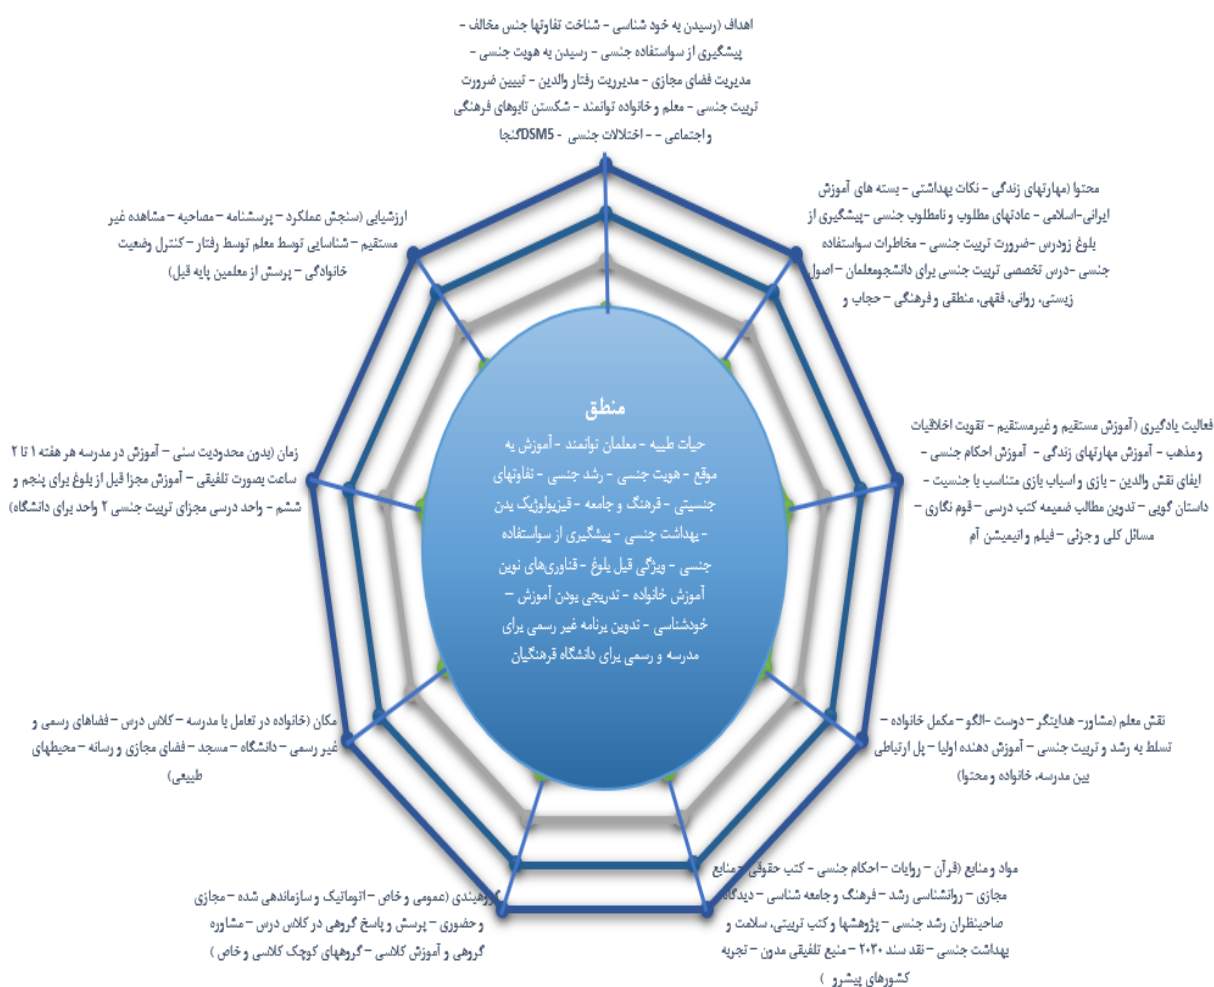 اهداف (رسیدن به خود شناسی - شناخت تفاوتها جنس مخالف -
پیشگیری از سواستفاده جنسی - رسیدن به هویت جنسی -
مدیریت فضای مجازی - مدیرریت رفتار والدین - تبیین ضرورت
تربیت جنسی - معلم و خانواده توانمند - شکستن تابوهای فرهنگی
و اجتماعی - - اختلالات جنسی - DSM5گنجا
محتوا (مهارتهای زندگی - نکات بهداشتی - بسته های آموزش
ایرانی-اسلامی - عادتهای مطلوب و نامطلوب جنسی -پیشگیری از
بلوغ زودرس -ضرورت تربیت جنسی - مخاطرات سواستفاده
جنسی -درس تخصصی تربیت جنسی برای دانشجومعلمان – اصول
زیستی، روانی، فقهی، منطقی و فرهنگی – حجاب و
فعالیت یادگیری (آموزش مستقیم و غیرمستقیم - تقویت اخلاقیات
و مذهب - آموزش مهارتهای زندگی - آموزش احکام جنسی -
ایفای نقش والدین - بازی و اسباب بازی متناسب با جنسیت -
داستان گویی – تدوین مطالب ضمیمه کتب درسی – قوم نگاری –
مسائل کلی و جزئی – فیلم و انیمیشن آم
نقش معلم (مشاور- هدایتگر – دوست -الگو – مکمل خانواده –
تسلط به رشد و تربیت جنسی – آموزش دهنده اولیا – پل ارتباطی
بین مدرسه، خانواده و محتوا)
مواد و منابع (قرآن – روایات – احکام جنسی - کتب حقوقی - منابع
مجازی – روانشناسی رشد – فرهنگ و جامعه شناسی – دیدگاه
صاحبنظران رشد جنسی – پژوهشها و کتب تربیتی، سلامت و
بهداشت جنسی – نقد سند ۲۰۳۰ – منبع تلفیقی مدون – تجربه
کشورهای پیشرو )
گروهبندی (عمومی و خاص – اتوماتیک و سازماندهی شده – مجازی
و حضوری – پرسش و پاسخ گروهی در کلاس درس – مشاوره
گروهی و آموزش کلاسی – گروههای کوچک کلاسی و خاص )
مکان (خانواده در تعامل با مدرسه – کلاس درس – فضاهای رسمی و
غیر رسمی – دانشگاه – مسجد – فضای مجازی و رسانه – محیطهای
طبیعی)
زمان (بدون محدودیت سنی – آموزش در مدرسه هر هفته ۱ تا ۲
ساعت بصورت تلفیقی – آموزش مجزا قبل از بلوغ برای پنجم و
ششم – واحد درسی مجزای تربیت جنسی ۲ واحد برای دانشگاه)
ارزشیابی (سنجش عملکرد – پرسشنامه – مصاحبه – مشاهده غیر
مستقیم – شناسایی توسط معلم توسط رفتار – کنترل وضعیت
خانوادگی – پرسش از معلمین پایه قبل)
منطق
حیات طیبه - معلمان توانمند - آموزش به
موقع - هویت جنسی - رشد جنسی - تفاوتهای
جنسیتی - فرهنگ و جامعه - فیزیولوژیک بدن
- بهداشت جنسی - پیشگیری از سواستفاده
جنسی - ویژگی قبل بلوغ - فناوری‌های نوین
آموزش خانواده - تدریجی بودن آموزش –
خودشناسی - تدوین برنامه غیر رسمی برای
مدرسه و رسمی برای دانشگاه فرهنگیان